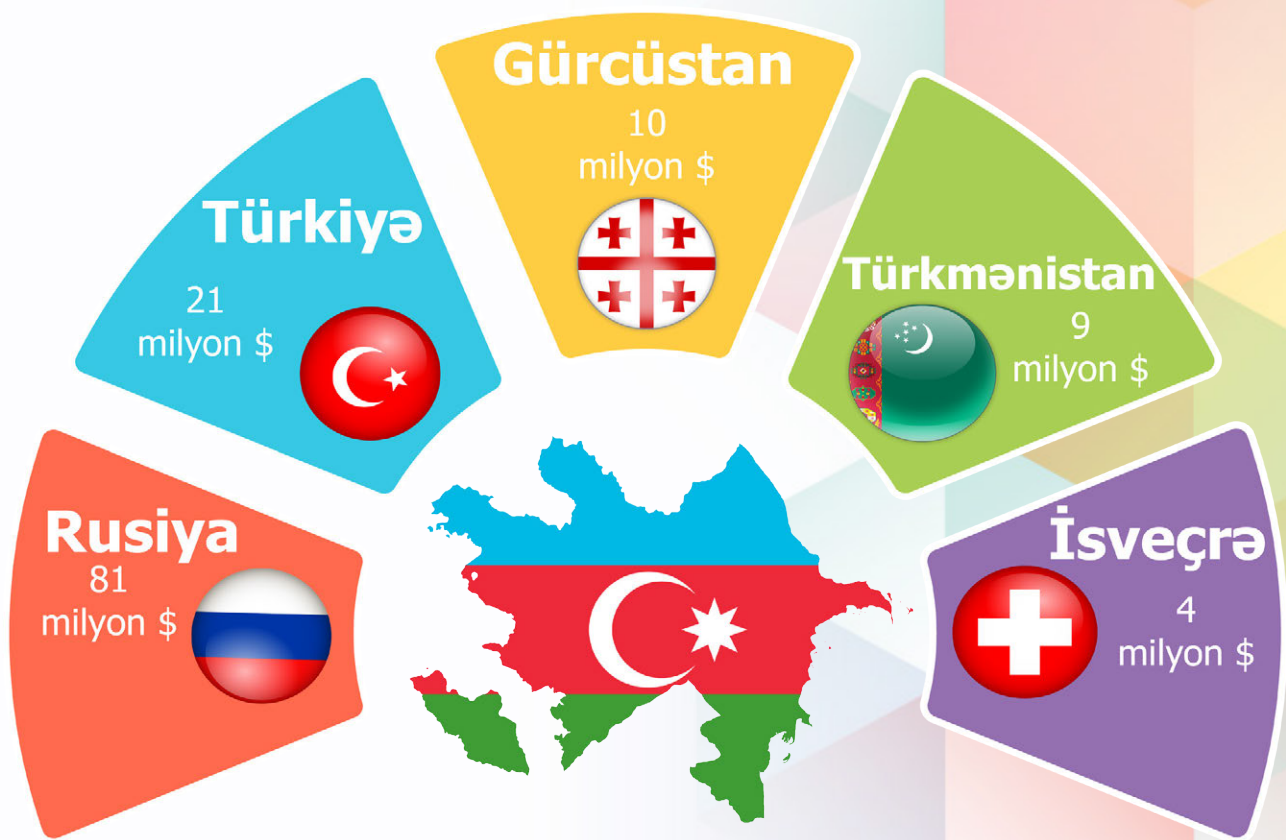 Gürcüstan
10
milyon $
Türkiyə
21
milyon $
Türkmənistan
9
milyon $
Rusiya
81
milyon $
İsveçrə
4
milyon $